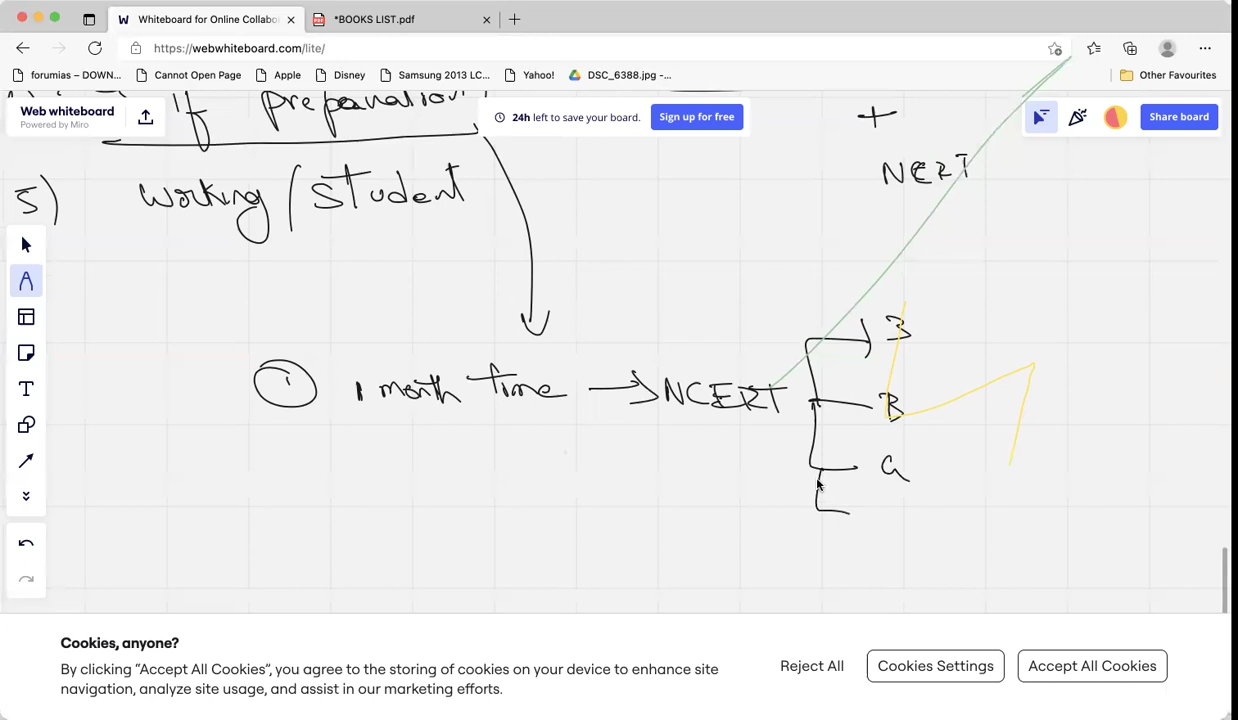 Whiteboard for Online Collabo
*BOOKS LIST.pdf
https://webwhiteboard.com/lite/
forumias – DOWN...
Cannot Open Page
Apple
Disney
Samsung 2013 LC...
Yahoo!
DSC_6388.jpg -...
Other Favourites
if preparation
Web whiteboard
Powered by Miro
24h left to save your board.
Sign up for free
Share board
+
NCERT
5) Working / Student
① 1 month time → NCERT
Cookies, anyone?
By clicking “Accept All Cookies”, you agree to the storing of cookies on your device to enhance site
navigation, analyze site usage, and assist in our marketing efforts.
Reject All
Cookies Settings
Accept All Cookies